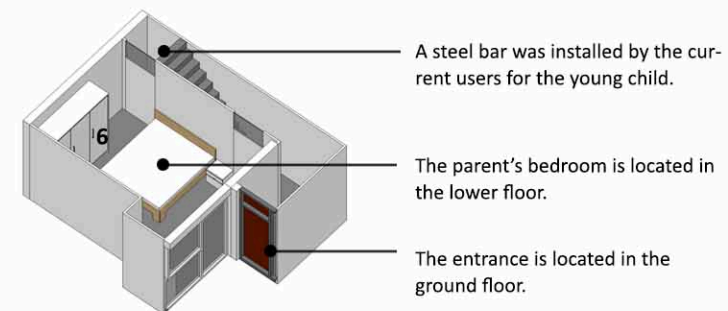 A steel bar was installed by the cur-
rent users for the young child.
6
The parent's bedroom is located in
the lower floor.
The entrance is located in the
ground floor.